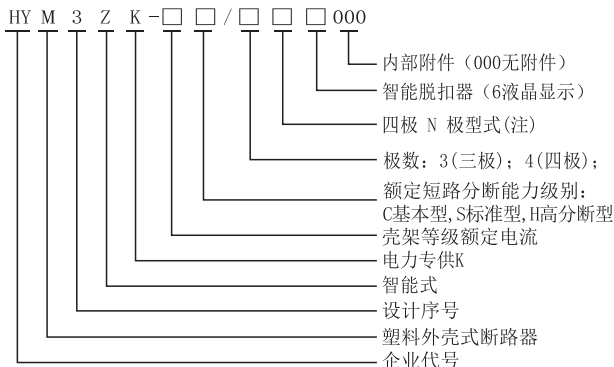 HY M 3 Z K-□ □/□ □ □ 000
内部附件（000无附件）
智能脱扣器（6液晶显示）
四极 N 极型式(注)
极数：3(三极)；4(四极)；
额定短路分断能力级别：
C基本型,S标准型,H高分断型
壳架等级额定电流
电力专供K
智能式
设计序号
塑料外壳式断路器
企业代号